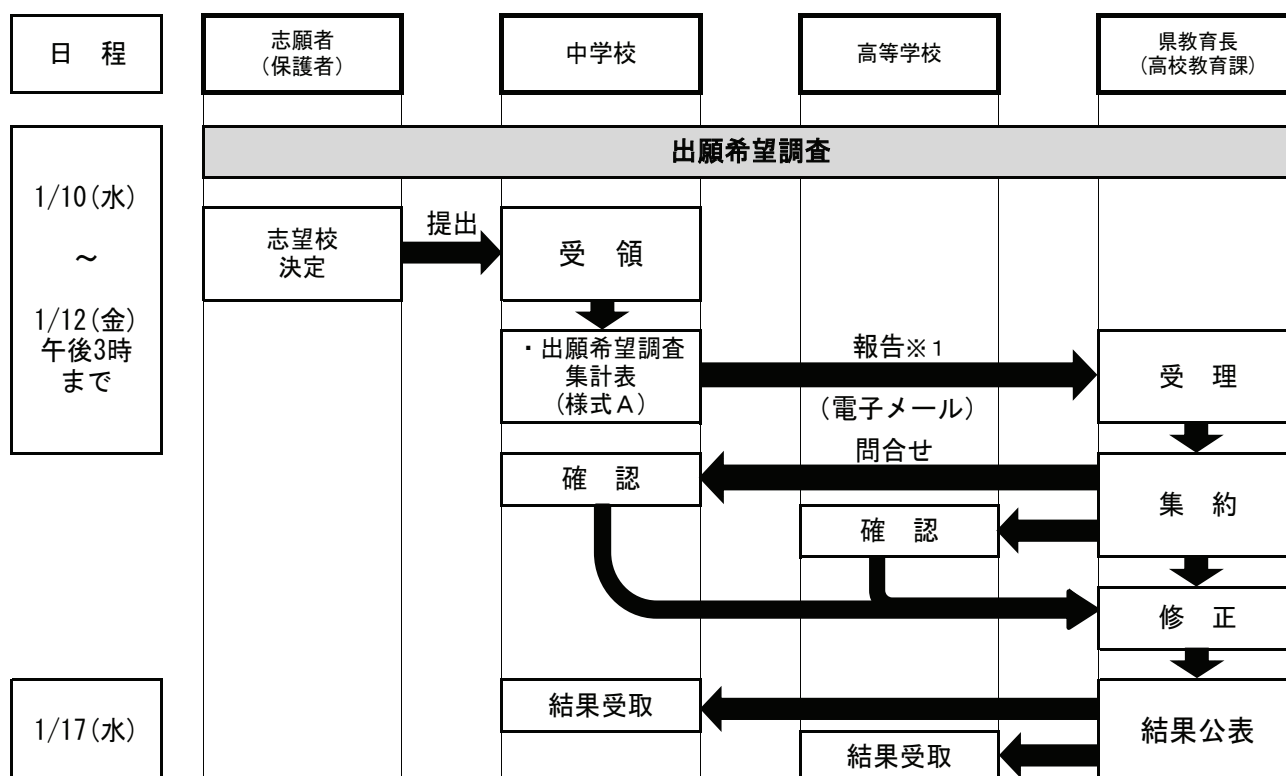 日　程
志願者
（保護者）
中学校
高等学校
県教育長
（高校教育課）
出願希望調査
1/10(水)
～
1/12(金)
午後3時
まで
志望校
決定
提出
受　領
・出願希望調査
集計表
（様式Ａ）
報告※１
（電子メール）
受　理
問合せ
確　認
集　約
確　認
修　正
1/17(水)
結果受取
結果公表
結果受取